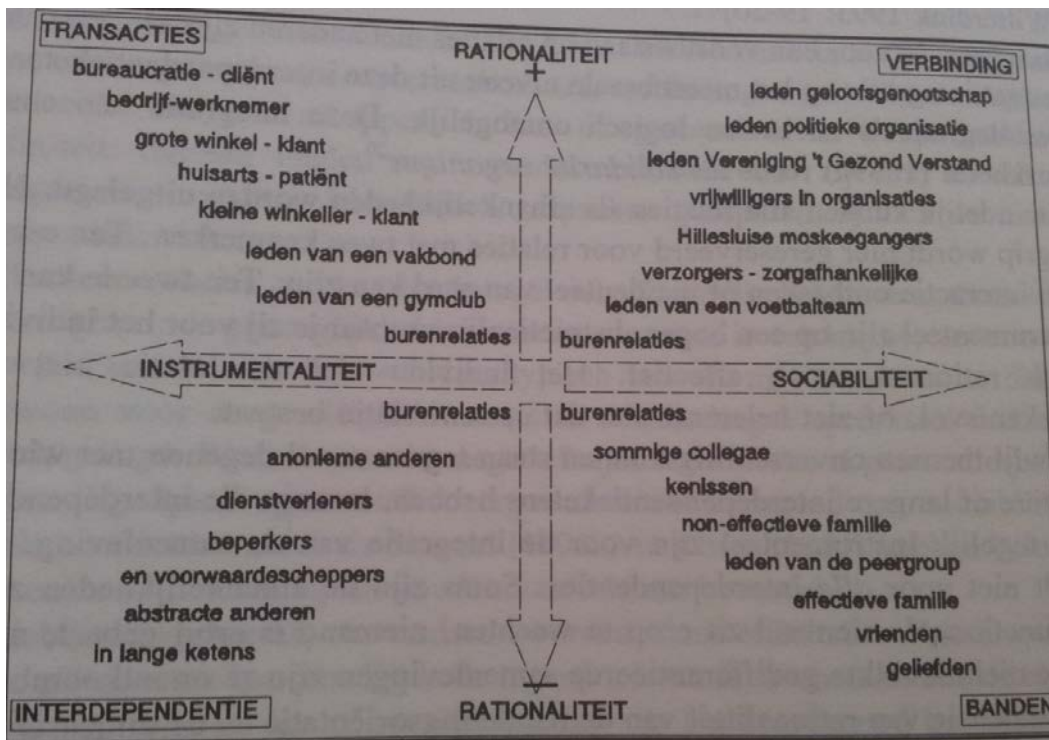 TRANSACTIES
RATIONALITEIT
+
VERBINDING
bureaucratie - cliënt
bedrijf-werknemer
grote winkel - klant
huisarts - patiënt
kleine winkelier - klant
leden van een vakbond
leden van een gymclub
burenrelaties
leden geloofsgenootschap
leden politieke organisatie
leden Vereniging 't Gezond Verstand
vrijwilligers in organisaties
Hillesluise moskeegangers
verzorgers - zorgafhankelijke
leden van een voetbalteam
burenrelaties
INSTRUMENTALITEIT
SOCIABILITEIT
burenrelaties
anonieme anderen
dienstverleners
beperkers
en voorwaardescheppers
abstracte anderen
in lange ketens
burenrelaties
sommige collegae
kenissen
non-effectieve familie
leden van de peergroup
effectieve familie
vrienden
geliefden
INTERDEPENDENTIE
–
RATIONALITEIT
BANDEN